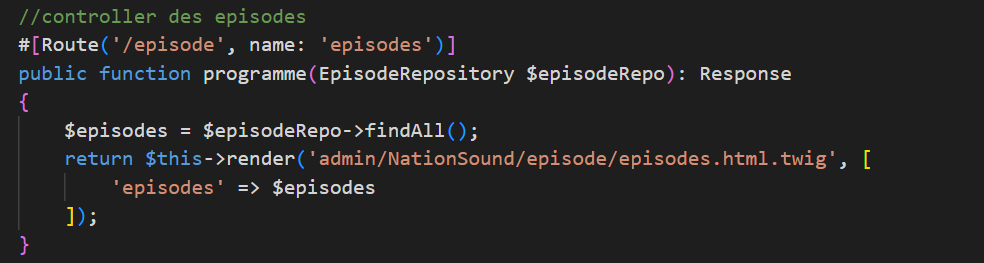 //controller des episodes
#[Route('/episode', name: 'episodes')]
public function programme(EpisodeRepository $episodeRepo): Response
{
    $episodes = $episodeRepo->findAll();
    return $this->render('admin/NationSound/episode/episodes.html.twig', [
        'episodes' => $episodes
    ]);
}